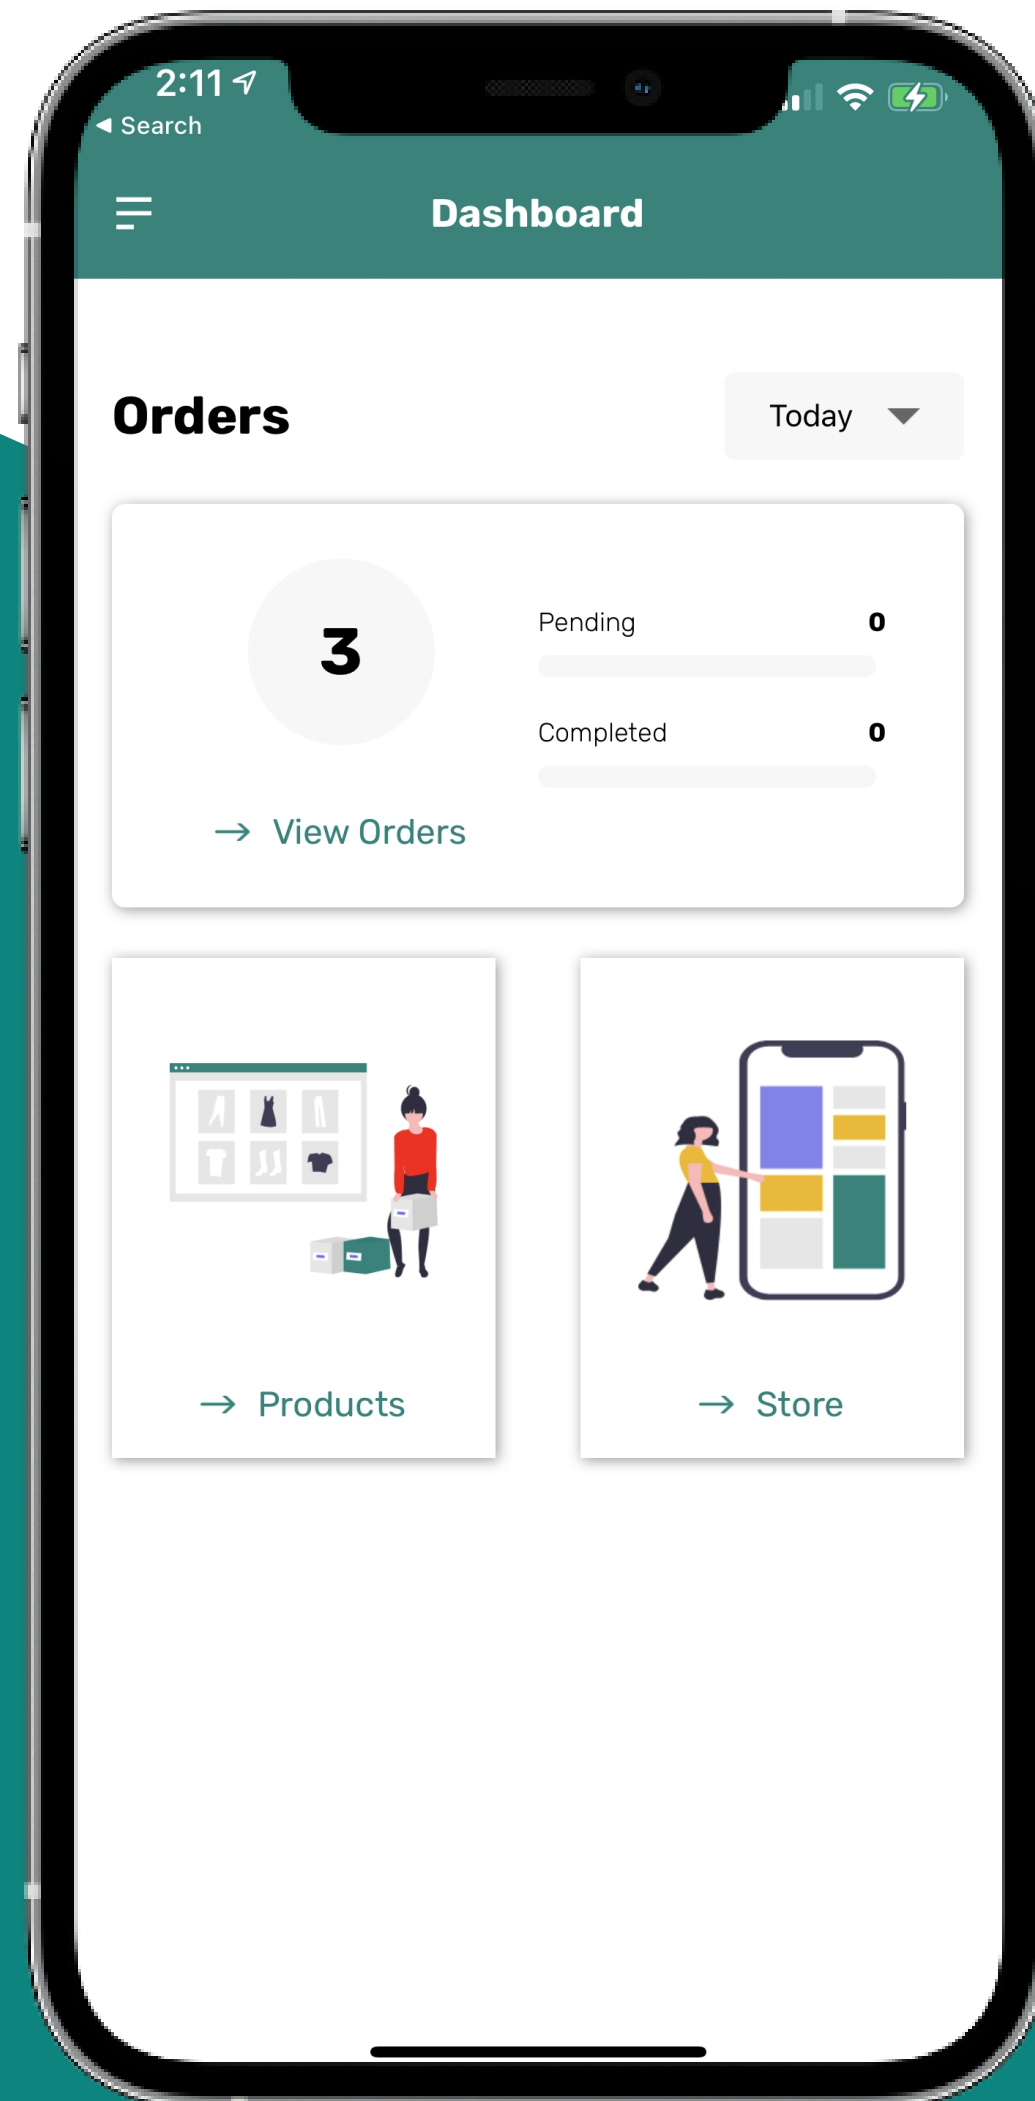 2:11
Search
Dashboard
Orders
Today
3
Pending 0
Completed 0
View Orders
Products
Store